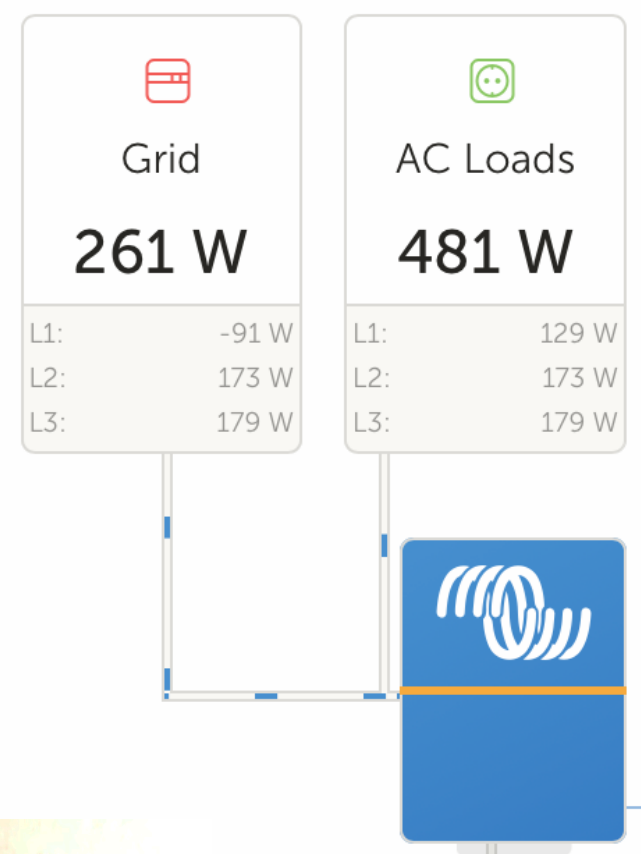 Grid
261 W
L1: -91 W
L2: 173 W
L3: 179 W
AC Loads
481 W
L1: 129 W
L2: 173 W
L3: 179 W